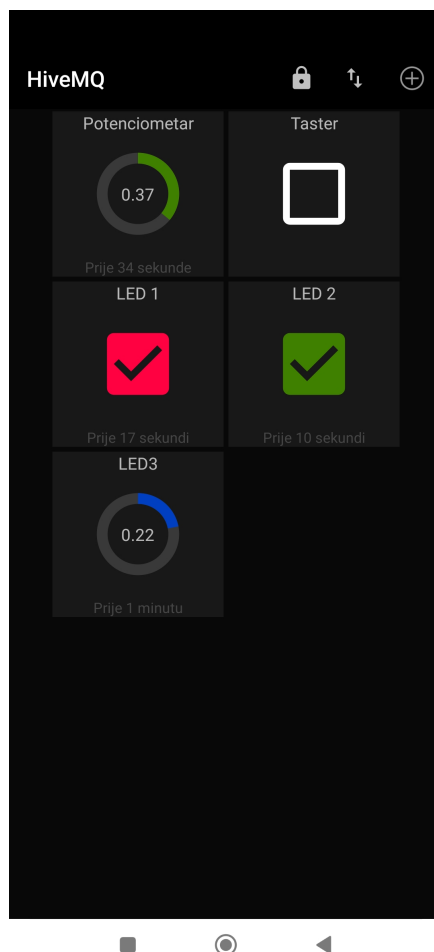 HiveMQ
Potenciometar
0.37
Prije 34 sekunde
Taster
LED 1
Prije 17 sekundi
LED 2
Prije 10 sekundi
LED3
0.22
Prije 1 minutu